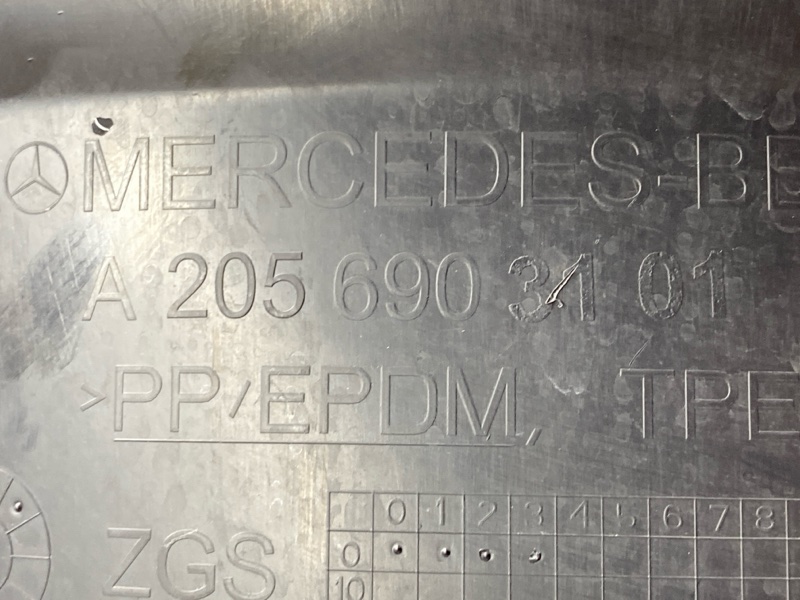 MERCEDES-BE
A 205 690 31 01
>PP/EPDM, TPE
ZGS
0 1 2 3 4 5 6 7 8
0
10